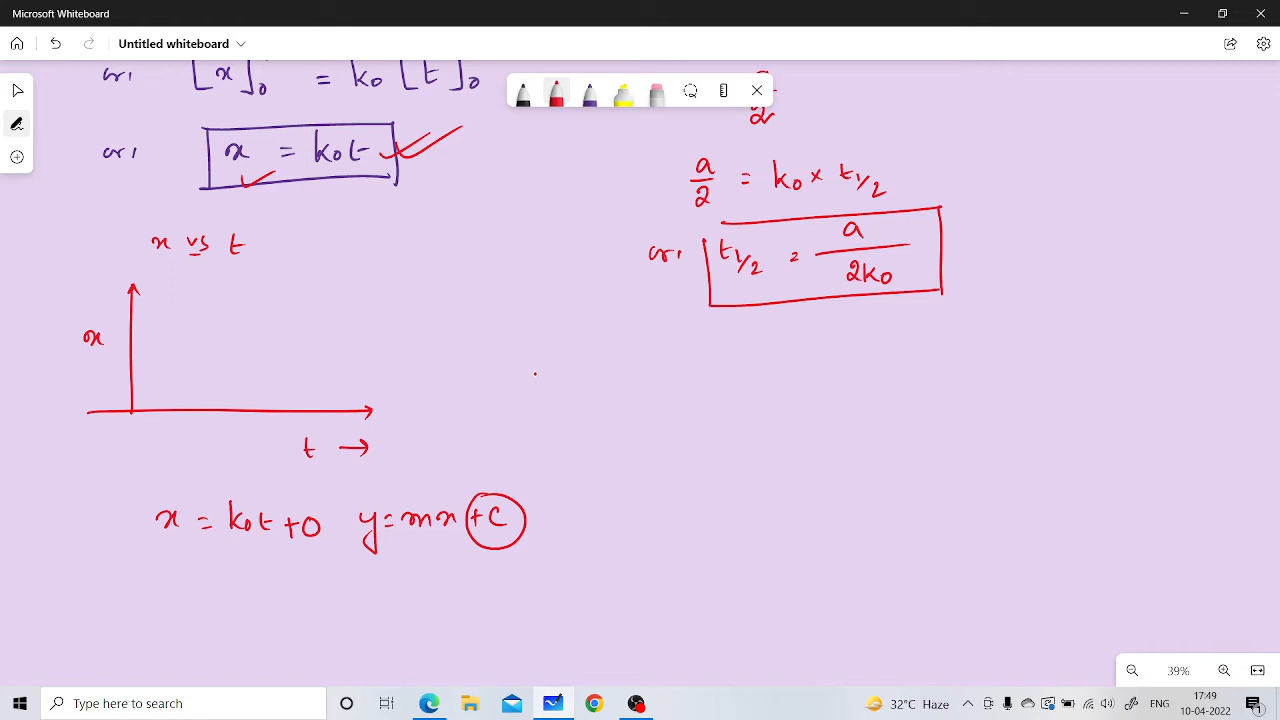 Microsoft Whiteboard
Untitled whiteboard
or, [x]₀ = k₀ [t]₀
or, x = k₀t
x vs t
x
t →
x = k₀t + 0 y = mx + c
2
a/2 = k₀ × t1/2
or, t1/2 = a/2k₀
39%
Type here to search
32°C Haze
ENG
17:49
10-04-2022